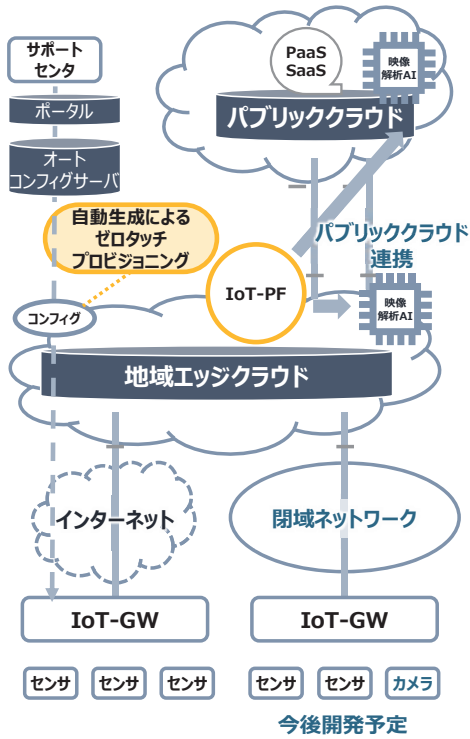 サポート
センタ
ポータル
オート
コンフィグサーバ
PaaS
SaaS
映像
解析AI
パブリッククラウド
自動生成による
ゼロタッチ
プロビジョニング
パブリッククラウド
連携
IoT-PF
映像
解析AI
コンフィグ
地域エッジクラウド
インターネット
閉域ネットワーク
IoT-GW
IoT-GW
センサ
センサ
センサ
センサ
センサ
カメラ
今後開発予定